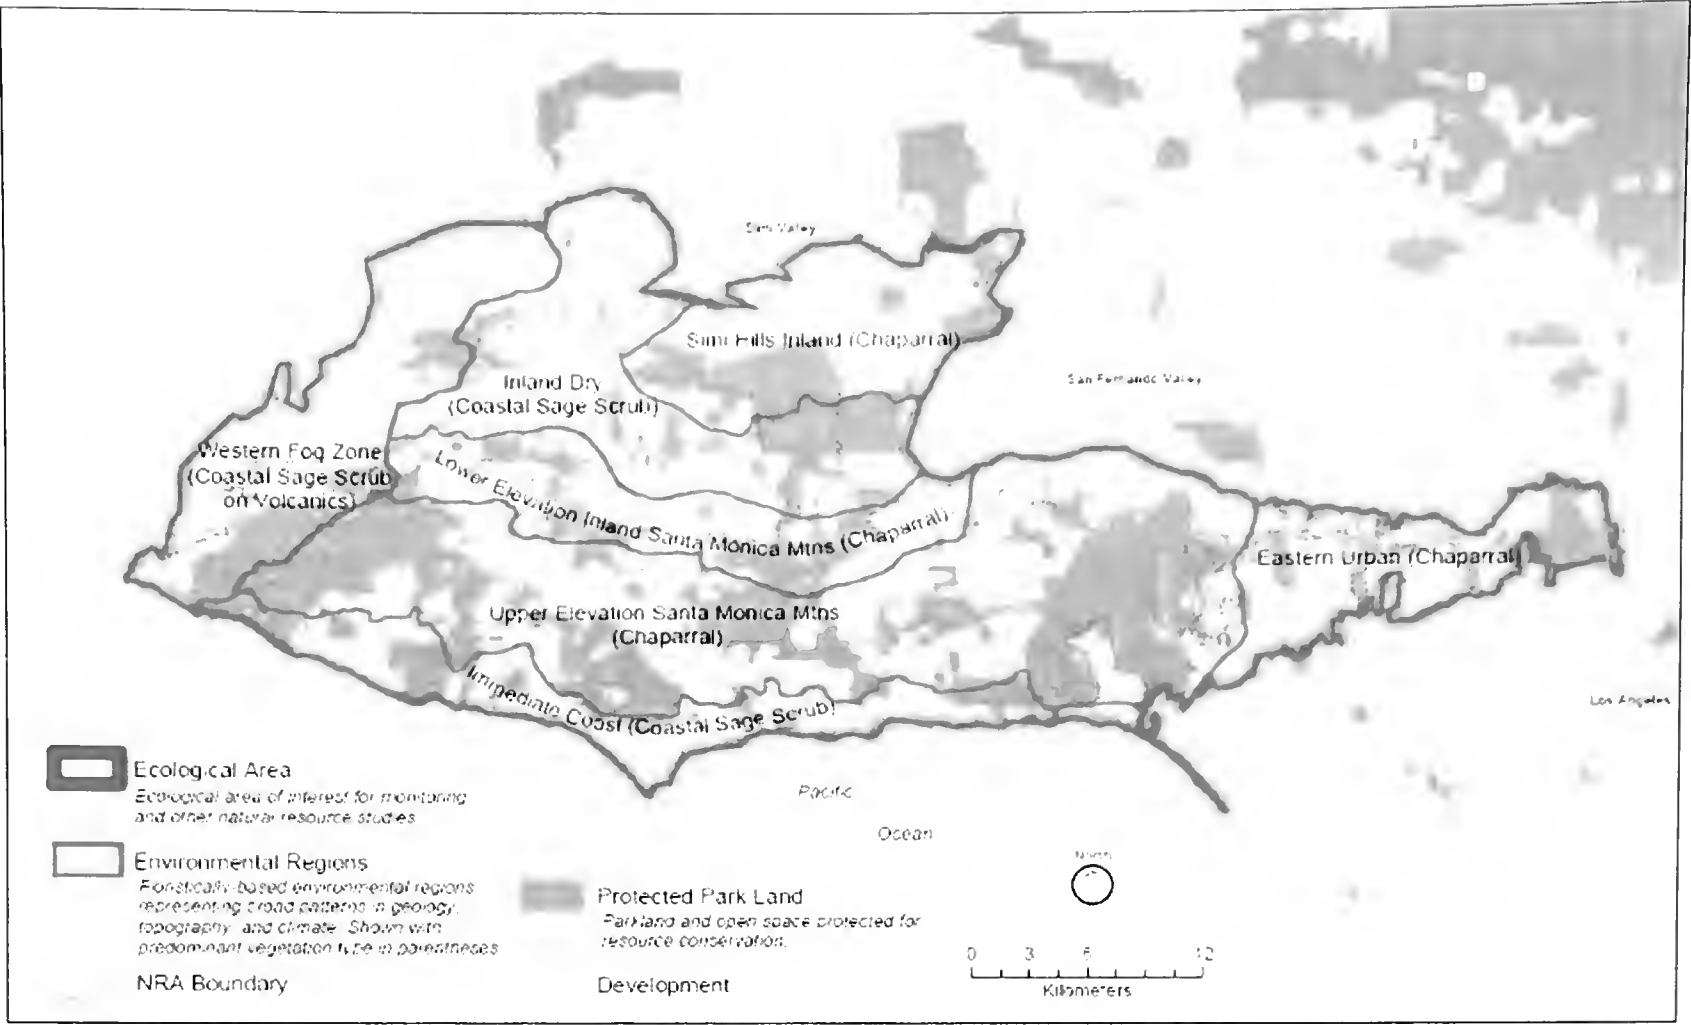 Simi Valley
Simi Hills Inland (Chaparral)
San Fernando Valley
Inland Dry
(Coastal Sage Scrub)
Western Fog Zone
(Coastal Sage Scrub
on Volcanics)
Lower Elevation Inland Santa Monica Mtns (Chaparral)
Eastern Urban (Chaparral)
Upper Elevation Santa Monica Mtns
(Chaparral)
Immediate Coast (Coastal Sage Scrub)
Los Angeles
Pacific
Ocean
Ecological Area
Ecological area of interest for monitoring
and other natural resource studies
Environmental Regions
Floristically-based environmental regions
representing broad patterns in geology,
topography, and climate. Shown with
predominant vegetation type in parentheses
NRA Boundary
Protected Park Land
Parkland and open space protected for
resource conservation.
Development
North
0 3 6 12
Kilometers